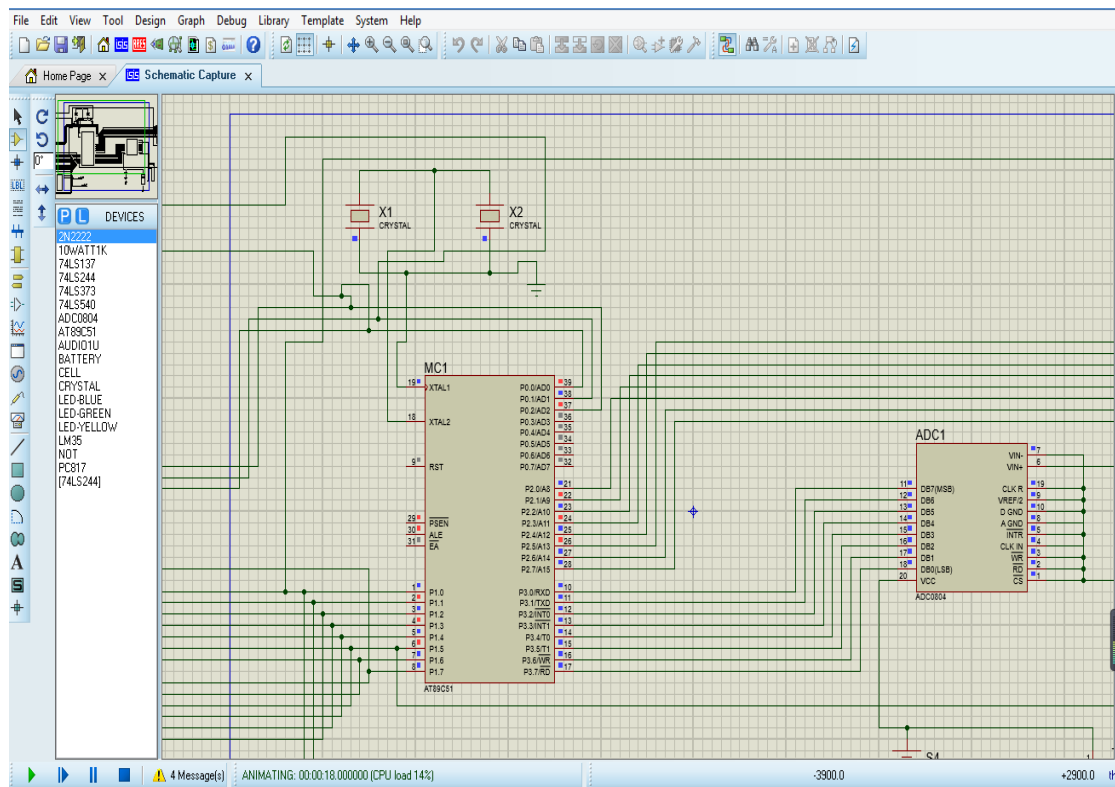 File Edit View Tool Design Graph Debug Library Template System Help
Home Page x
Schematic Capture x
0°
LBL
P L DEVICES
2N2222
10WATT1K
74LS137
74LS244
74LS373
74LS540
ADC0804
AT89C51
AUDIO1U
BATTERY
CELL
CRYSTAL
LED-BLUE
LED-GREEN
LED-YELLOW
LM35
NOT
PC817
[74LS244]
A
S
X1
CRYSTAL
X2
CRYSTAL
MC1
19 XTAL1 P0.0/AD0 39
P0.1/AD1 38
P0.2/AD2 37
18 XTAL2 P0.3/AD3 36
P0.4/AD4 35
P0.5/AD5 34
P0.6/AD6 33
9 RST P0.7/AD7 32
P2.0/A8 21
P2.1/A9 22
P2.2/A10 23
29 PSEN P2.3/A11 24
30 ALE P2.4/A12 25
31 EA P2.5/A13 26
P2.6/A14 27
P2.7/A15 28
1 P1.0 P3.0/RXD 10
2 P1.1 P3.1/TXD 11
3 P1.2 P3.2/INT0 12
4 P1.3 P3.3/INT1 13
5 P1.4 P3.4/T0 14
6 P1.5 P3.5/T1 15
7 P1.6 P3.6/WR 16
8 P1.7 P3.7/RD 17
AT89C51
ADC1
VIN- 7
VIN+ 6
11 DB7(MSB) CLK R 19
12 DB6 VREF/2 9
13 DB5 D GND 10
14 DB4 A GND 8
15 DB3 INTR 5
16 DB2 CLK IN 4
17 DB1 WR 3
18 DB0(LSB) RD 2
20 VCC CS 1
ADC0804
S4
1
4 Message(s) ANIMATING: 00:00:18.000000 (CPU load 14%) -3900.0 +2900.0 th